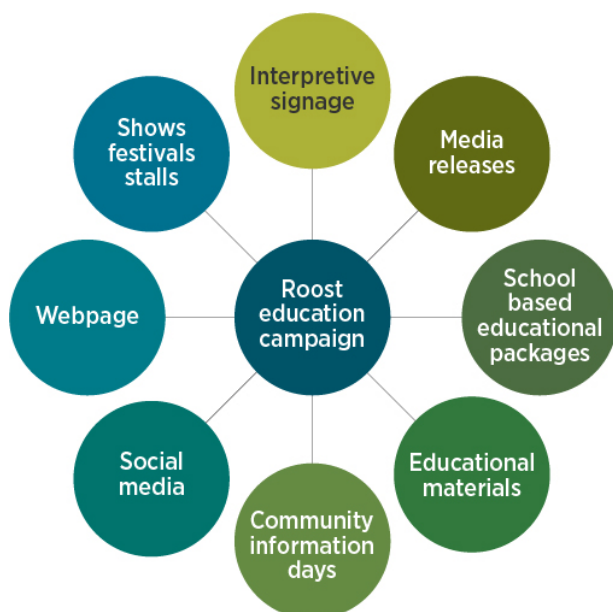 Interpretive
signage
Media
releases
School
based
educational
packages
Educational
materials
Community
information
days
Social
media
Webpage
Shows
festivals
stalls
Roost
education
campaign